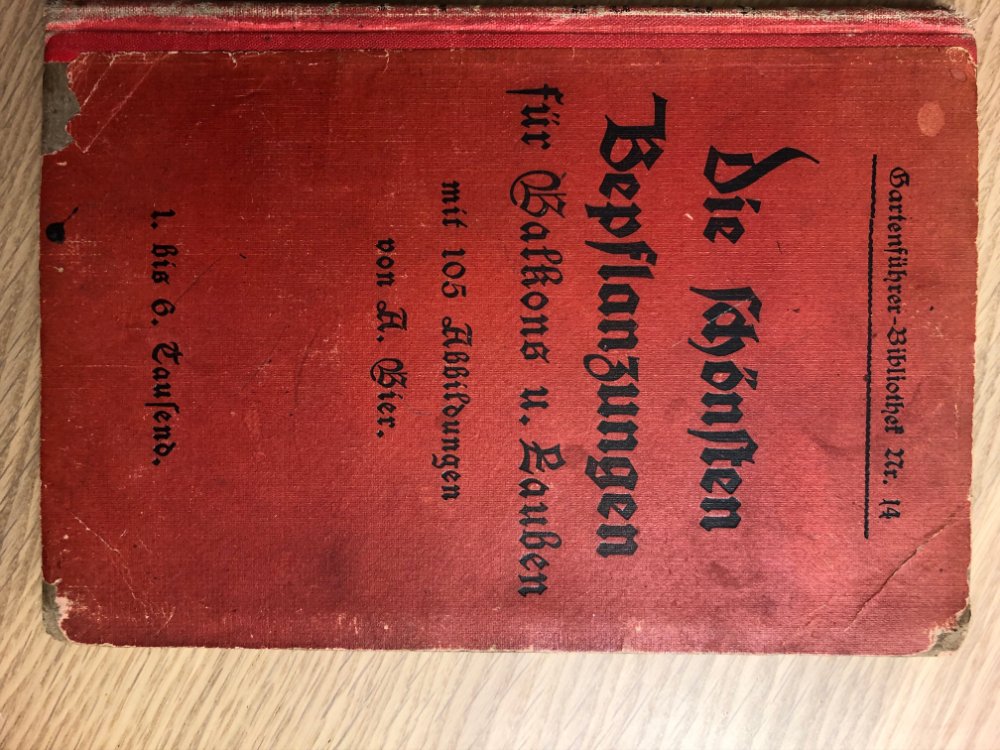 Gartenführer-Bibliothek Nr. 14
Die schönsten
Bepflanzungen
für Balkons u. Lauben
mit 105 Abbildungen
von A. Bier.
1. bis 6. Tausend.